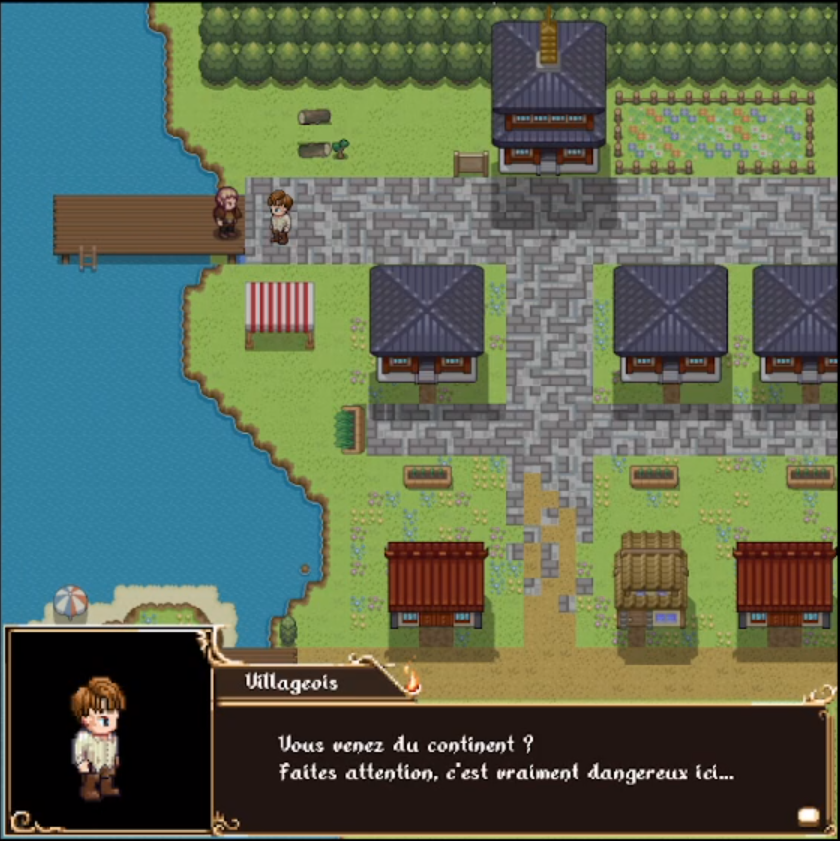 Villageois
Vous venez du continent ?
Faites attention, c'est vraiment dangereux ici...